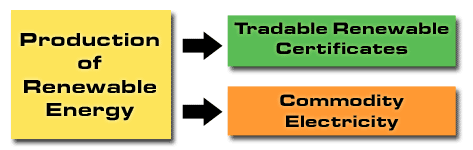 Production
of
Renewable
Energy
Tradable Renewable
Certificates
Commodity
Electricity